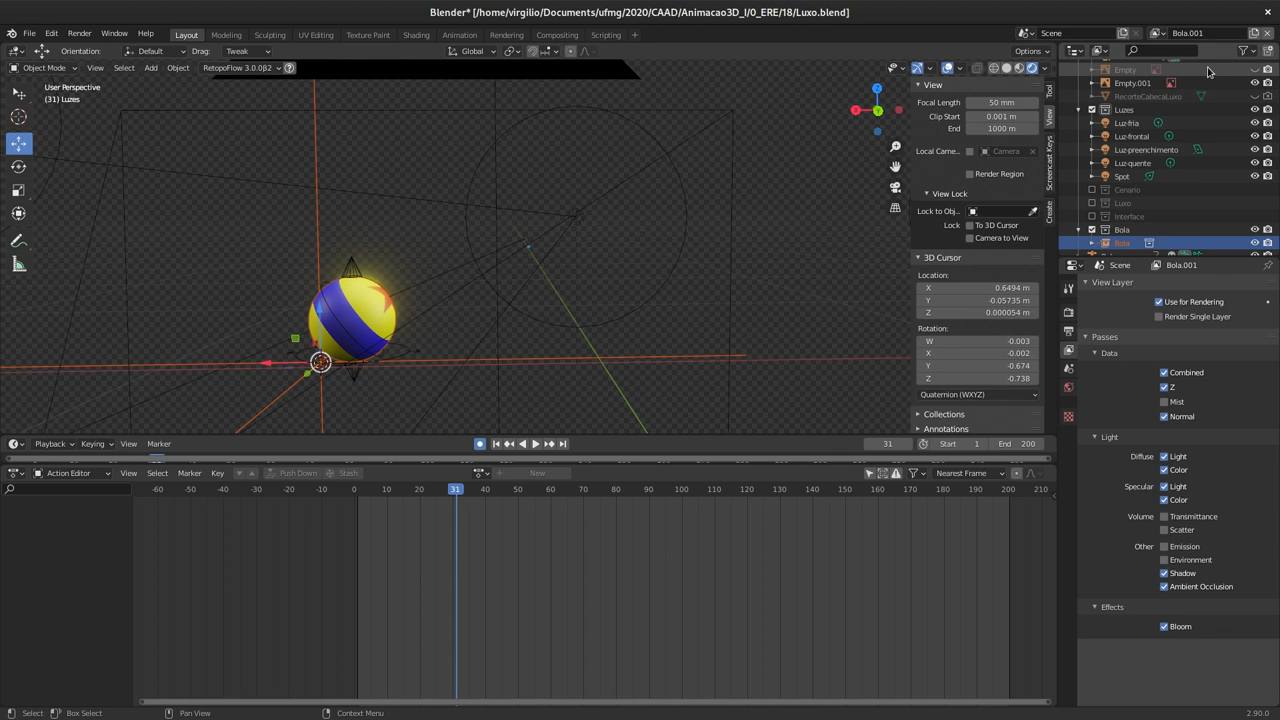 Blender* [/home/virgilio/Documents/ufmg/2020/CAAD/Animacao3D_I/0_ERE/18/Luxo.blend]
File Edit Render Window Help Layout Modeling Sculpting UV Editing Texture Paint Shading Animation Rendering Compositing Scripting Scene Bola.001
Orientation: Default Drag: Tweak Global Options
Object Mode View Select Add Object RetopoFlow 3.0.0β2
User Perspective
(31) Luzes
X Y Z
View
Focal Length 50 mm
Clip Start 0.001 m
End 1000 m
Local Came.. Camera
Render Region
View Lock
Lock to Obj..
Lock To 3D Cursor
Camera to View
3D Cursor
Location:
X 0.6494 m
Y -0.05735 m
Z 0.000054 m
Rotation:
W -0.003
X -0.002
Y -0.674
Z -0.738
Quaternion (WXYZ)
Collections
Annotations
Tool
View
Screencast Keys
Create
Empty
Empty.001
RecorteCabecaLuxo
Luzes
Luz-fria
Luz-frontal
Luz-preenchimento
Luz-quente
Spot
Cenario
Luxo
Interface
Bola
Bola
Scene Bola.001
View Layer
Use for Rendering
Render Single Layer
Passes
Data
Combined
Z
Mist
Normal
Light
Diffuse Light
Color
Specular Light
Color
Volume Transmittance
Scatter
Other Emission
Environment
Shadow
Ambient Occlusion
Effects
Bloom
Playback Keying View Marker 31 Start 1 End 200
Action Editor View Select Marker Key Push Down Stash New Nearest Frame
-60 -50 -40 -30 -20 -10 0 10 20 31 40 50 60 70 80 90 100 110 120 130 140 150 160 170 180 190 200 210
Select Box Select Pan View Context Menu 2.90.0